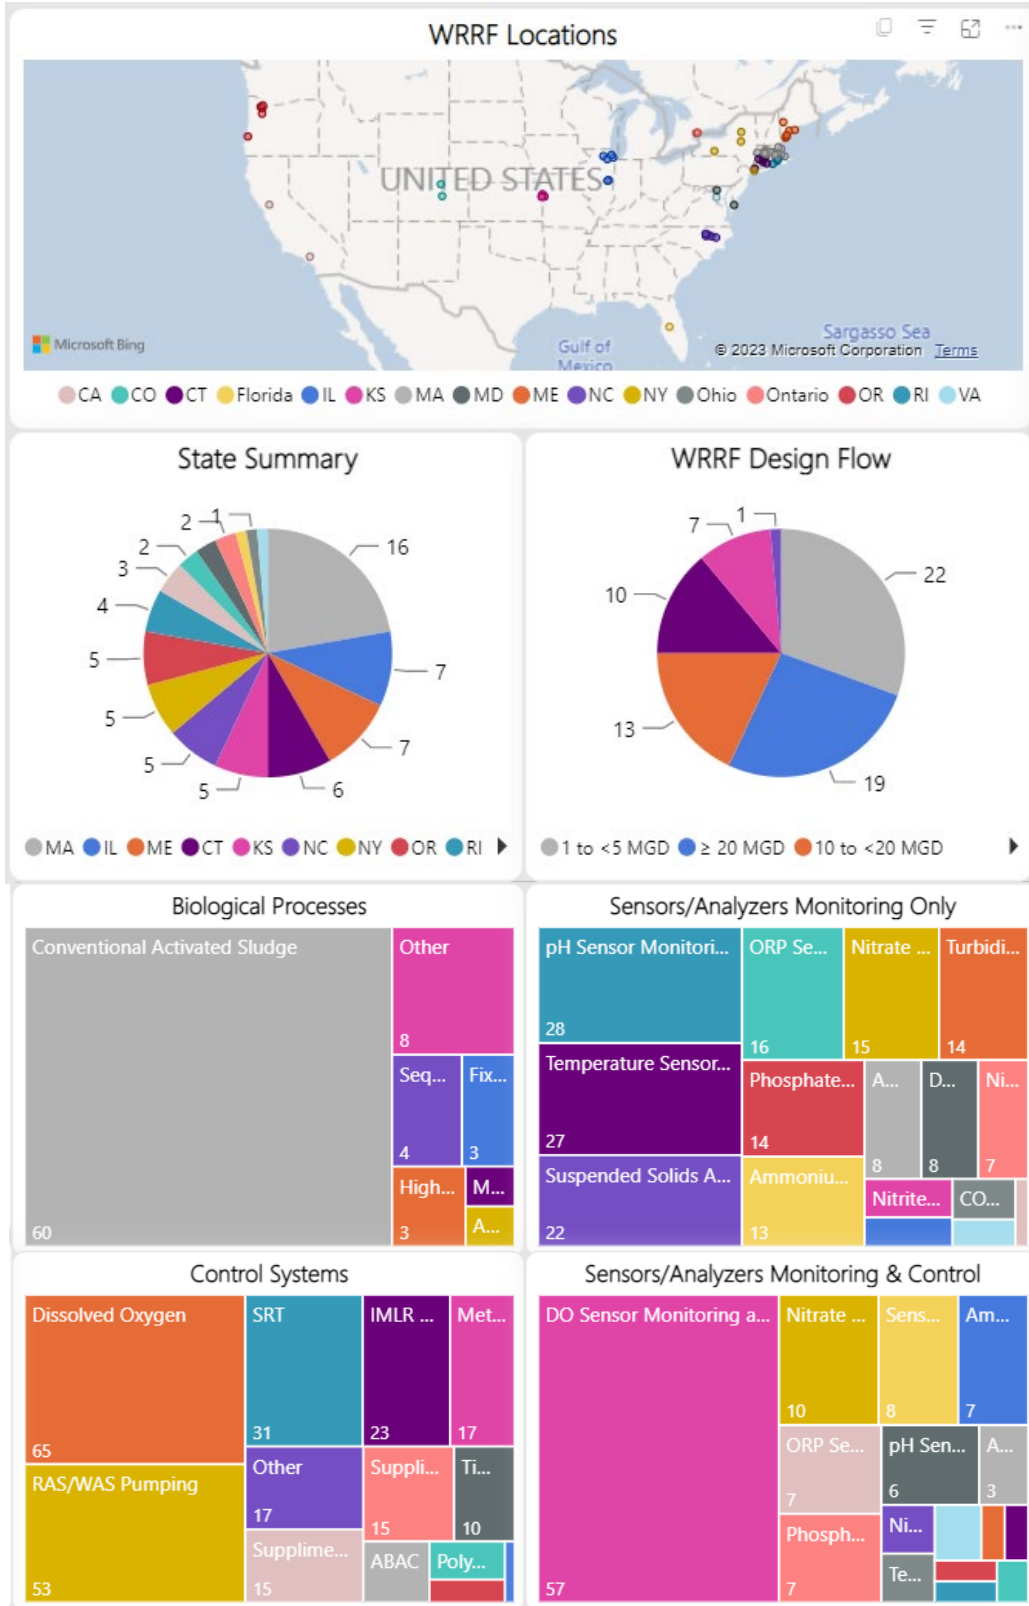 WRRF Locations
UNITED STATES
Microsoft Bing
Gulf of
Mexico
Sargasso Sea
© 2023 Microsoft Corporation Terms
CA CO CT Florida IL KS MA MD ME NC NY Ohio Ontario OR RI VA
State Summary
16
7
7
6
5
5
5
5
4
3
2
2
1
MA IL ME CT KS NC NY OR RI
WRRF Design Flow
22
19
13
10
7
1
1 to <5 MGD ≥ 20 MGD 10 to <20 MGD
Biological Processes
Conventional Activated Sludge
60
Other
8
Seq...
4
Fix...
3
High...
3
M...
A...
Sensors/Analyzers Monitoring Only
pH Sensor Monitori...
28
Temperature Sensor...
27
Suspended Solids A...
22
ORP Se...
16
Nitrate ...
15
Turbidi...
14
Phosphate...
14
Ammoniu...
13
A...
8
D...
8
Ni...
7
Nitrite...
CO...
Control Systems
Dissolved Oxygen
65
RAS/WAS Pumping
53
SRT
31
Other
17
Supplime...
15
IMLR ...
23
Met...
17
Suppli...
15
Ti...
10
ABAC
Poly...
Sensors/Analyzers Monitoring & Control
DO Sensor Monitoring a...
57
Nitrate ...
10
Sens...
8
Am...
7
ORP Se...
7
Phosph...
7
pH Sen...
6
A...
3
Ni...
Te...